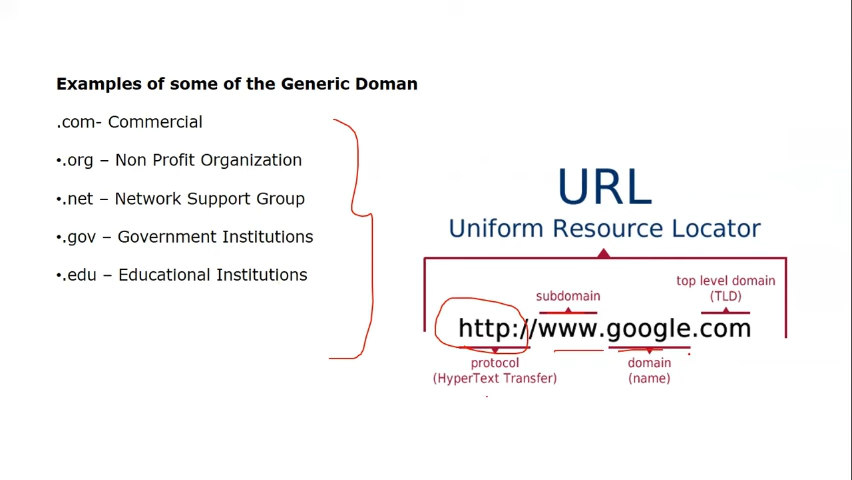 Examples of some of the Generic Doman
.com- Commercial
•.org – Non Profit Organization
•.net – Network Support Group
•.gov – Government Institutions
•.edu – Educational Institutions
URL
Uniform Resource Locator
subdomain
top level domain
(TLD)
http://www.google.com
protocol
(HyperText Transfer)
domain
(name)